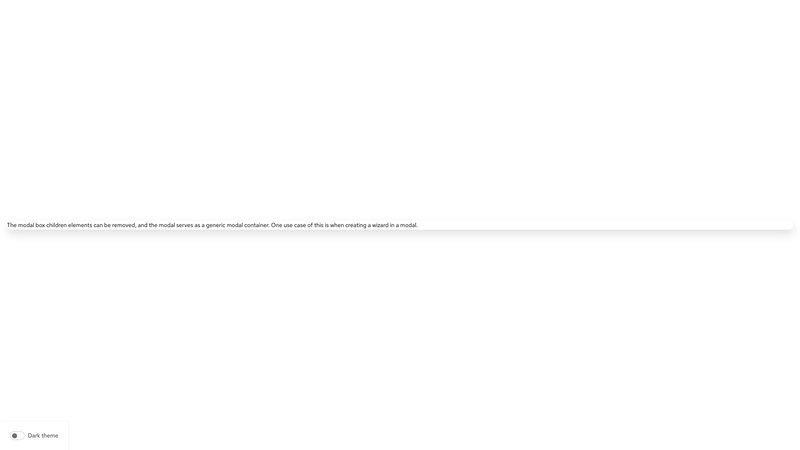 The modal box children elements can be removed, and the modal serves as a generic modal container. One use case of this is when creating a wizard in a modal.
Dark theme